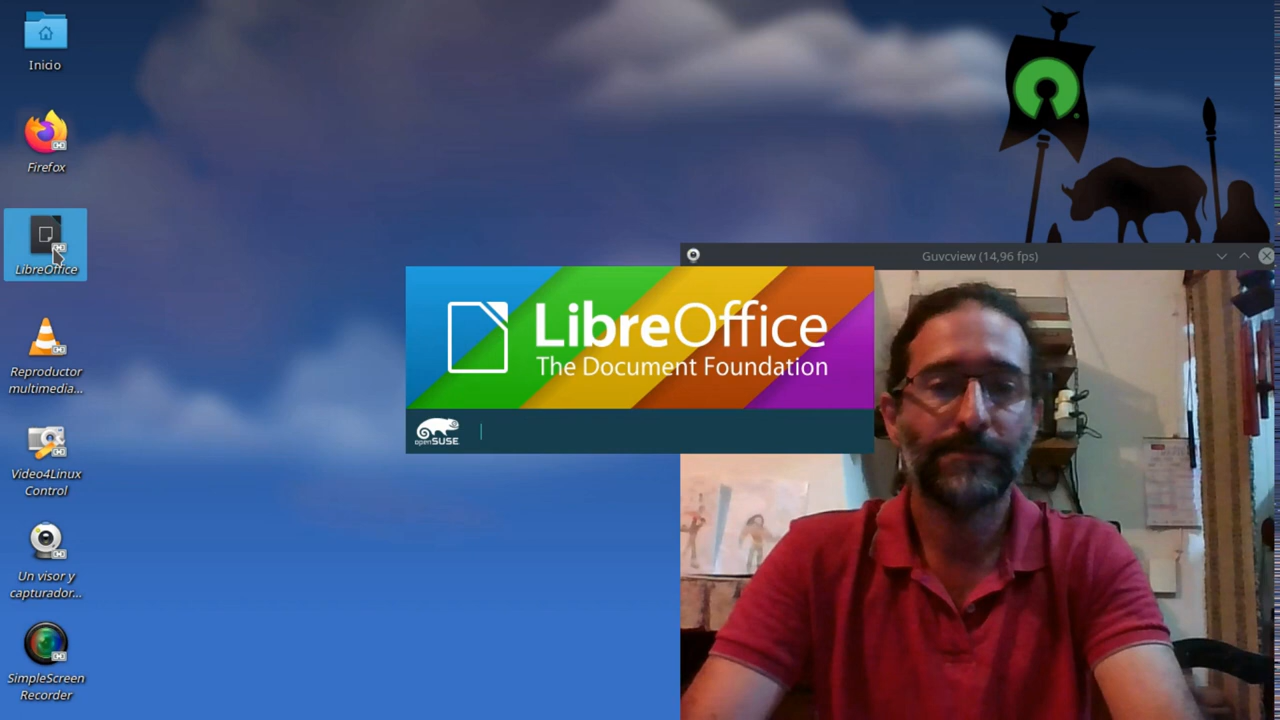 Inicio
Firefox
LibreOffice
Reproductor
multimedia...
Video4Linux
Control
Un visor y
capturador...
SimpleScreen
Recorder
Guvcview (14,96 fps)
LibreOffice
The Document Foundation
openSUSE